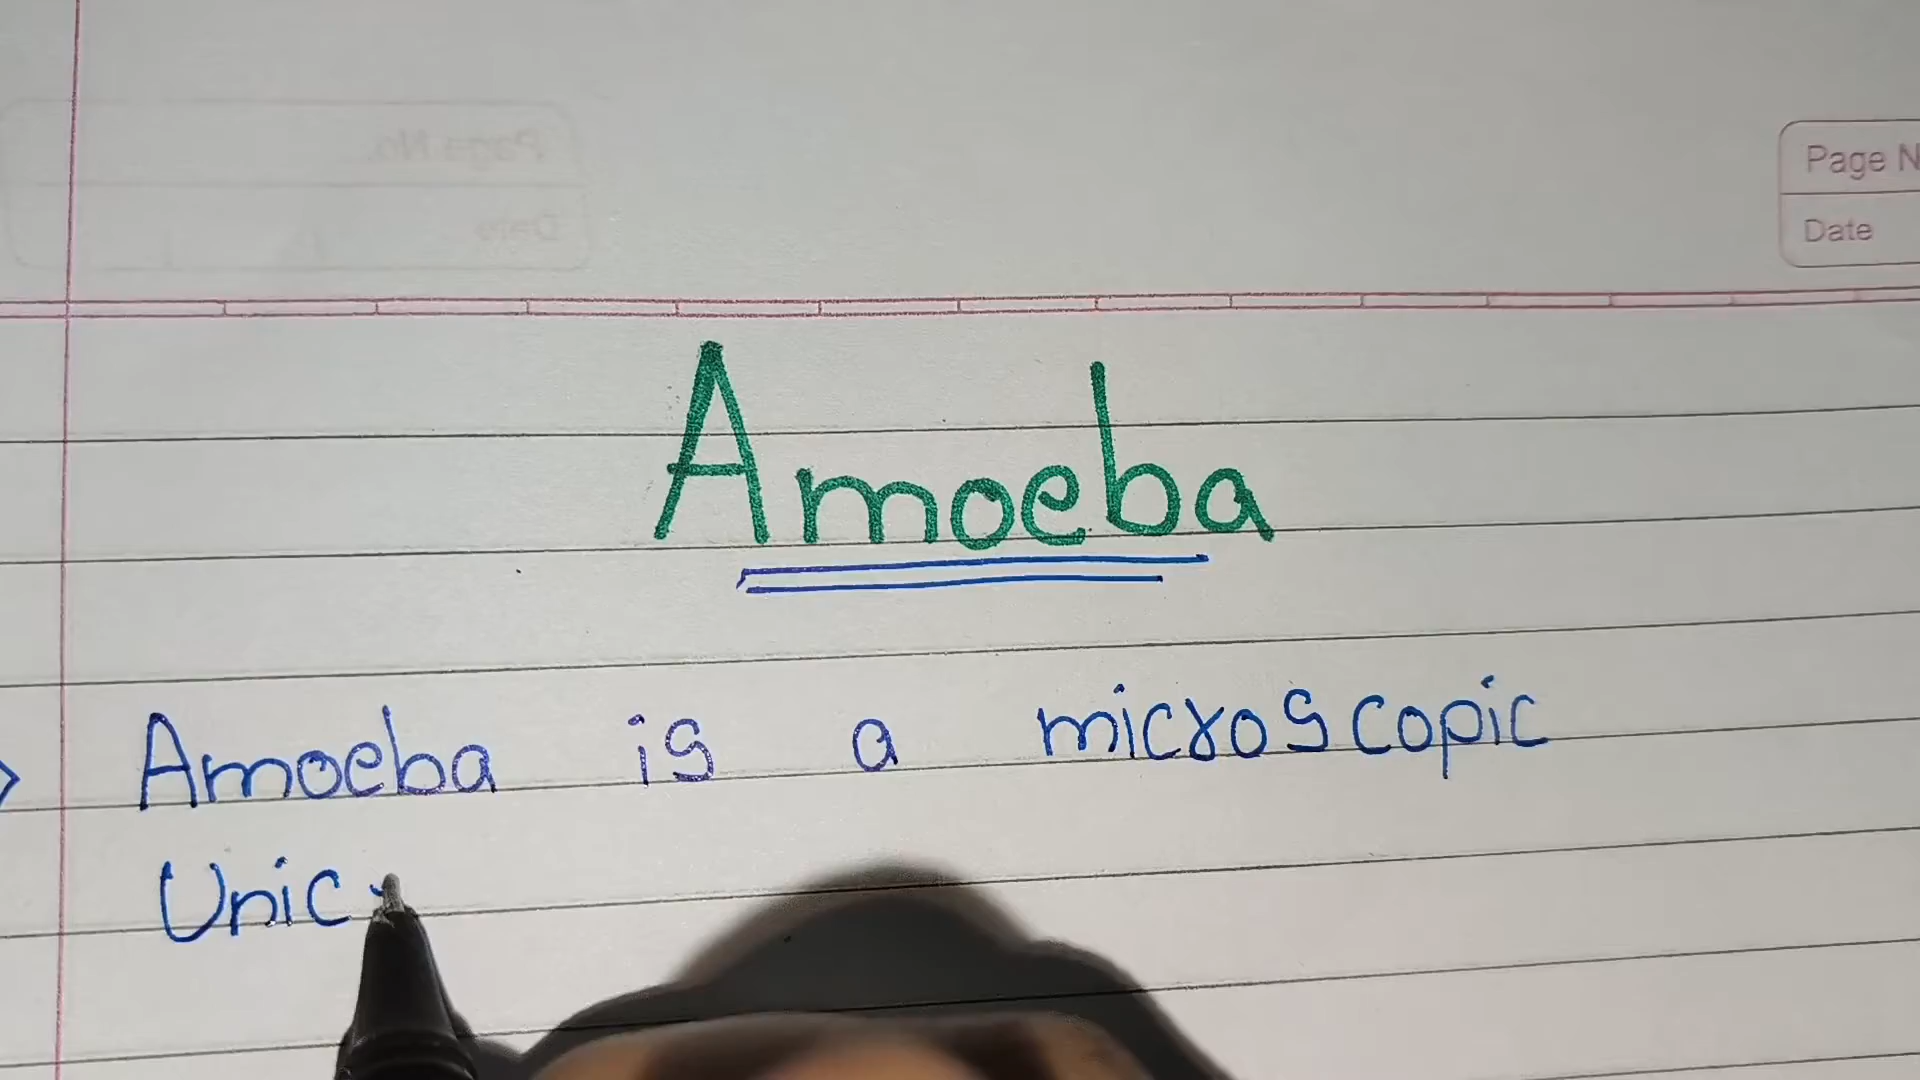 Page N
Date
Amoeba
Amoeba is a microscopic
Unic